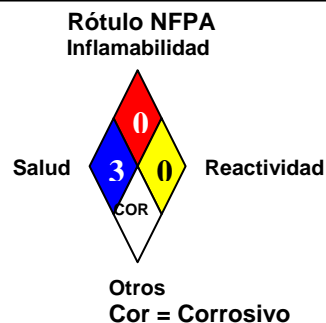 Rótulo NFPA
Inflamabilidad
0
Salud 3 0 Reactividad
COR
Otros
Cor = Corrosivo